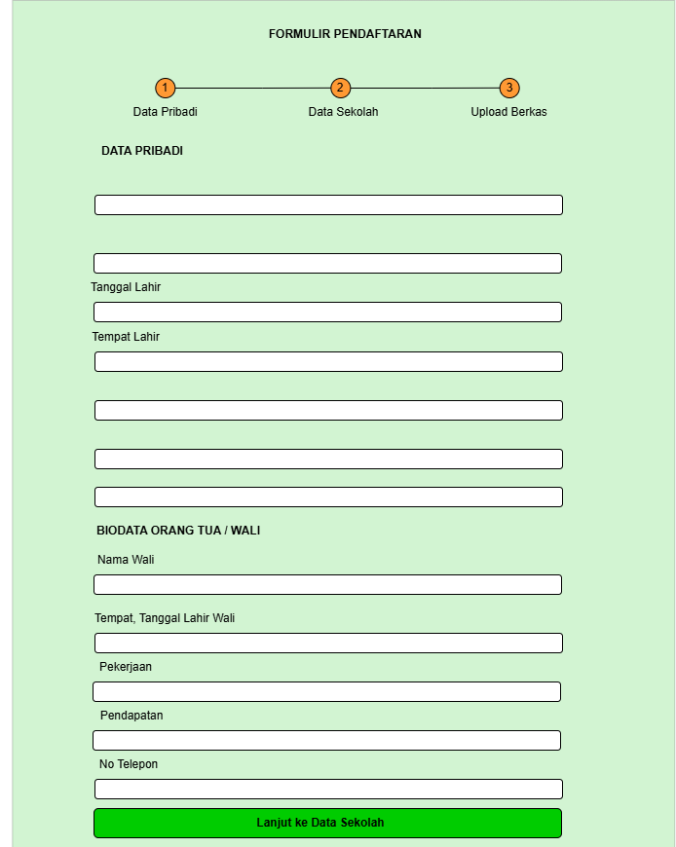 FORMULIR PENDAFTARAN
1 2 3
Data Pribadi Data Sekolah Upload Berkas
DATA PRIBADI
Tanggal Lahir
Tempat Lahir
BIODATA ORANG TUA / WALI
Nama Wali
Tempat, Tanggal Lahir Wali
Pekerjaan
Pendapatan
No Telepon
Lanjut ke Data Sekolah